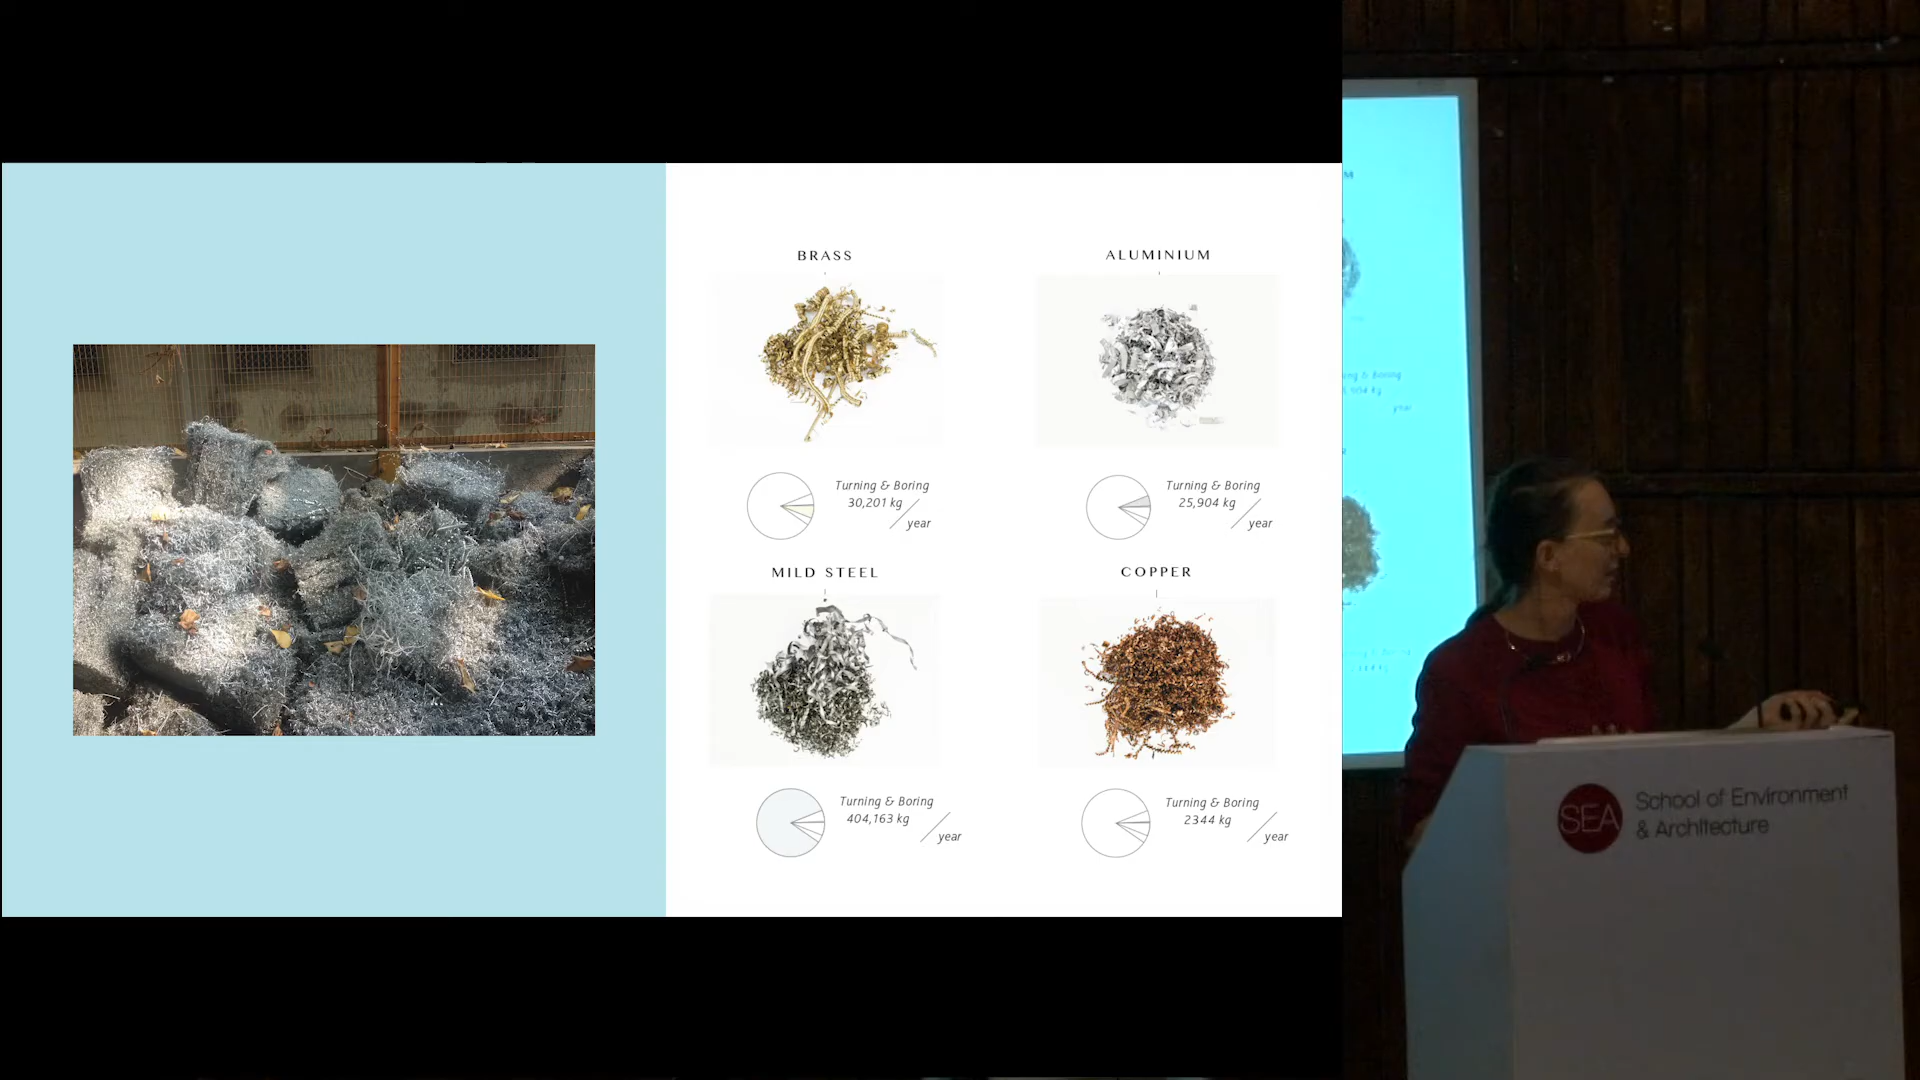 BRASS
Turning & Boring
30,201 kg
year
ALUMINIUM
Turning & Boring
25,904 kg
year
MILD STEEL
Turning & Boring
404,163 kg
year
COPPER
Turning & Boring
2344 kg
year
M
year
SEA
School of Environment
& Architecture